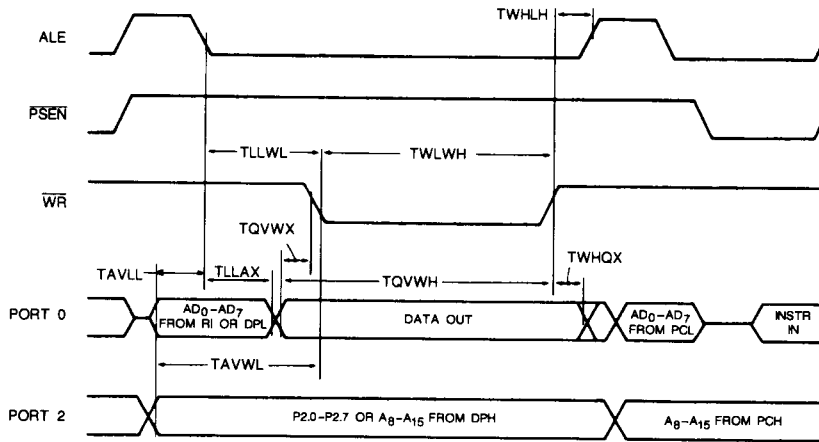 TWHLH
ALE
PSEN
TLLWL
TWLWH
WR
TQVWX
TAVLL
TLLAX
TQVWH
TWHQX
PORT 0
AD0–AD7
FROM RI OR DPL
DATA OUT
AD0–AD7
FROM PCL
INSTR
IN
TAVWL
PORT 2
P2.0–P2.7 OR A8–A15 FROM DPH
A8–A15 FROM PCH